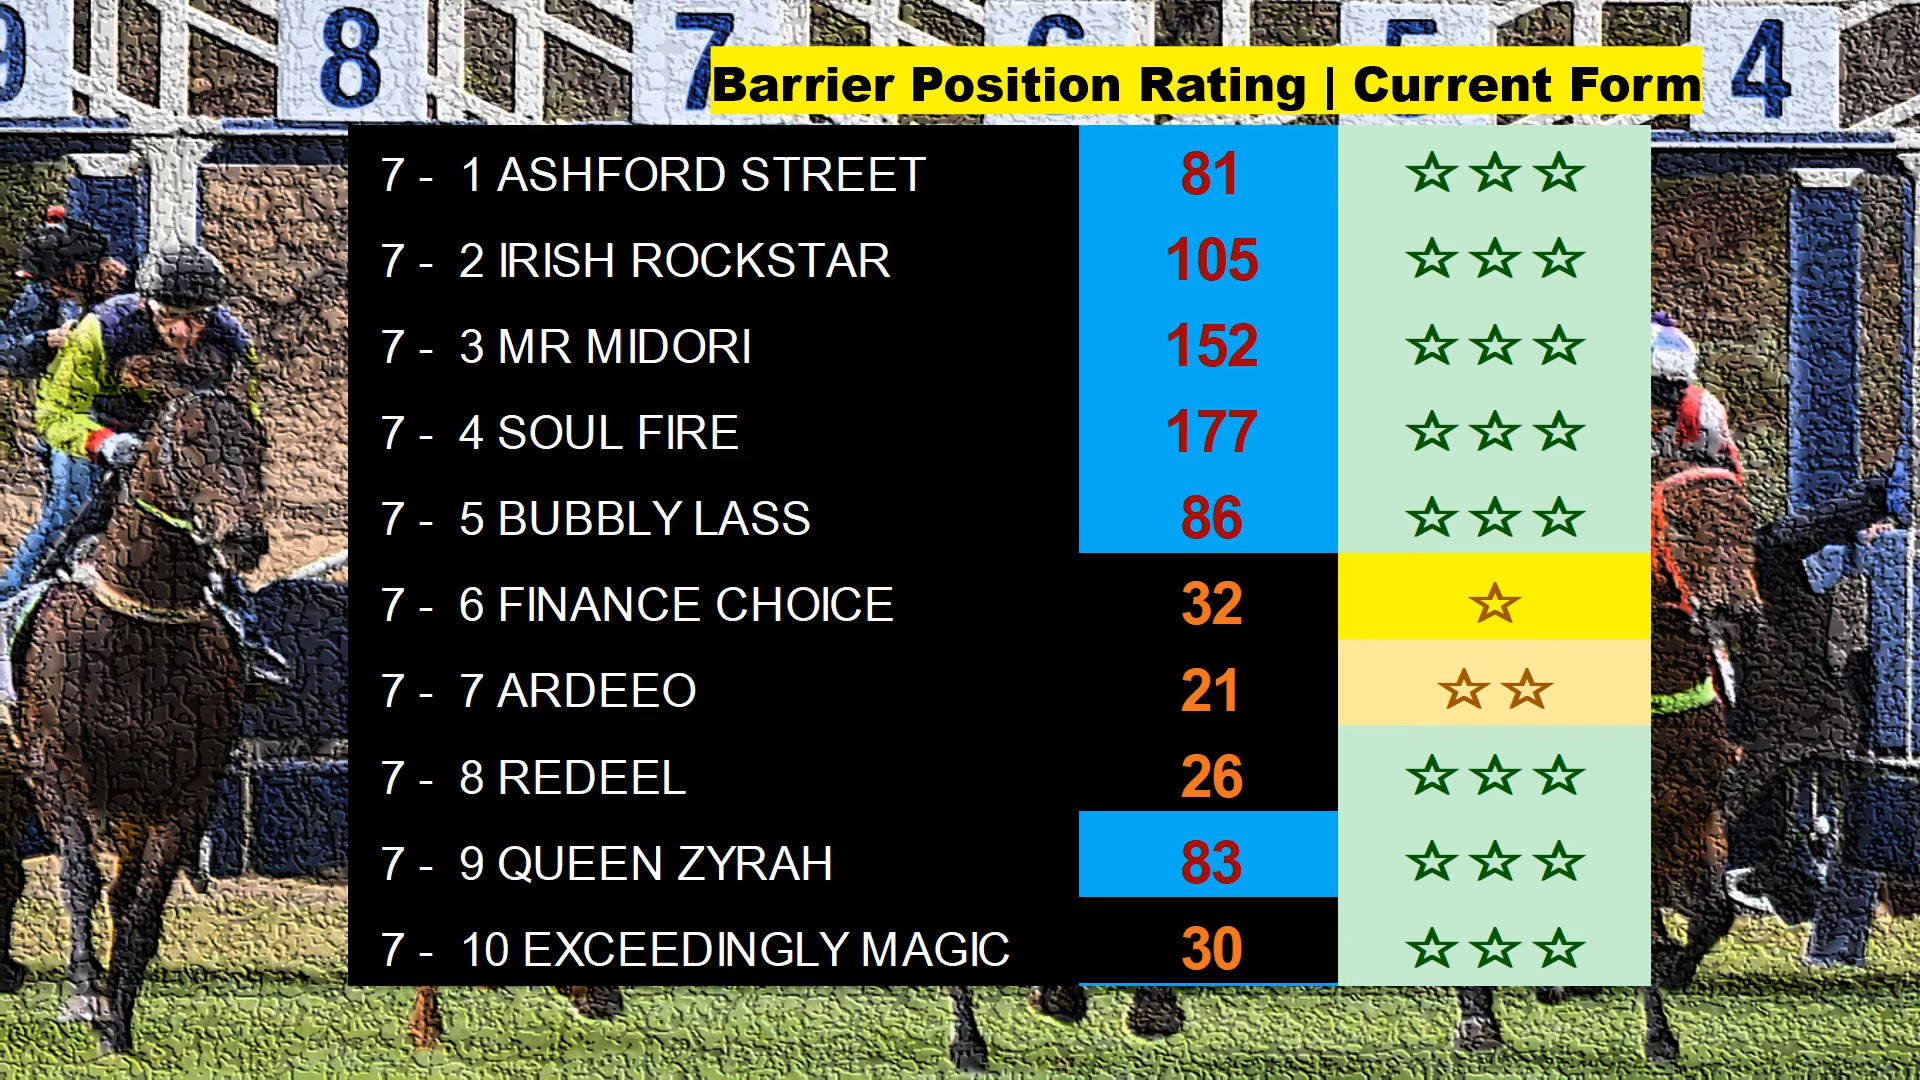 9 8 7 6 5 4
Barrier Position Rating | Current Form
7 - 1 ASHFORD STREET 81 ☆☆☆
7 - 2 IRISH ROCKSTAR 105 ☆☆☆
7 - 3 MR MIDORI 152 ☆☆☆
7 - 4 SOUL FIRE 177 ☆☆☆
7 - 5 BUBBLY LASS 86 ☆☆☆
7 - 6 FINANCE CHOICE 32 ☆
7 - 7 ARDEEO 21 ☆☆
7 - 8 REDEEL 26 ☆☆☆
7 - 9 QUEEN ZYRAH 83 ☆☆☆
7 - 10 EXCEEDINGLY MAGIC 30 ☆☆☆